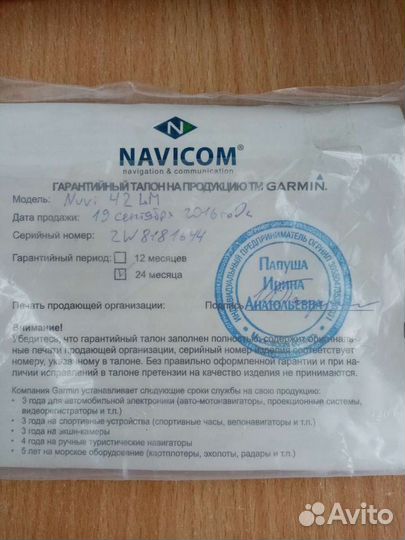 NAVICOM®
navigation & communication
ГАРАНТИЙНЫЙ ТАЛОН НА ПРОДУКЦИЮ ТМ GARMIN.
Модель: Nuvi 42 LM
Дата продажи: 19 сентября 2016 года
Серийный номер: 2W8181644
Гарантийный период: 12 месяцев
24 месяца
ИНДИВИДУАЛЬНЫЙ ПРЕДПРИНИМАТЕЛЬ ОГРНИП
Папуша
Ирина
Анатольевна
Печать продающей организации: Подпись
Внимание!
Убедитесь, что гарантийный талон заполнен полностью, содержит оригиналь-
ные печати продающей организации, серийный номер изделия соответствует
номеру, указанному в талоне. Без правильно оформленной гарантии и при на-
личии исправлений в талоне претензии на качество изделия не принимаются.
Компания Garmin устанавливает следующие сроки службы на свою продукцию:
• 3 года для автомобильной электроники (авто-мотонавигаторы, проекционные системы,
видеорегистраторы и т.п.)
• 3 года на спортивные устройства (спортивные часы, велонавигаторы и т.п.)
• 3 года на экшн-камеры
• 4 года на ручные туристические навигаторы
• 5 лет на морское оборудование (картплотеры, эхолоты, радары и т.п.)
Avito